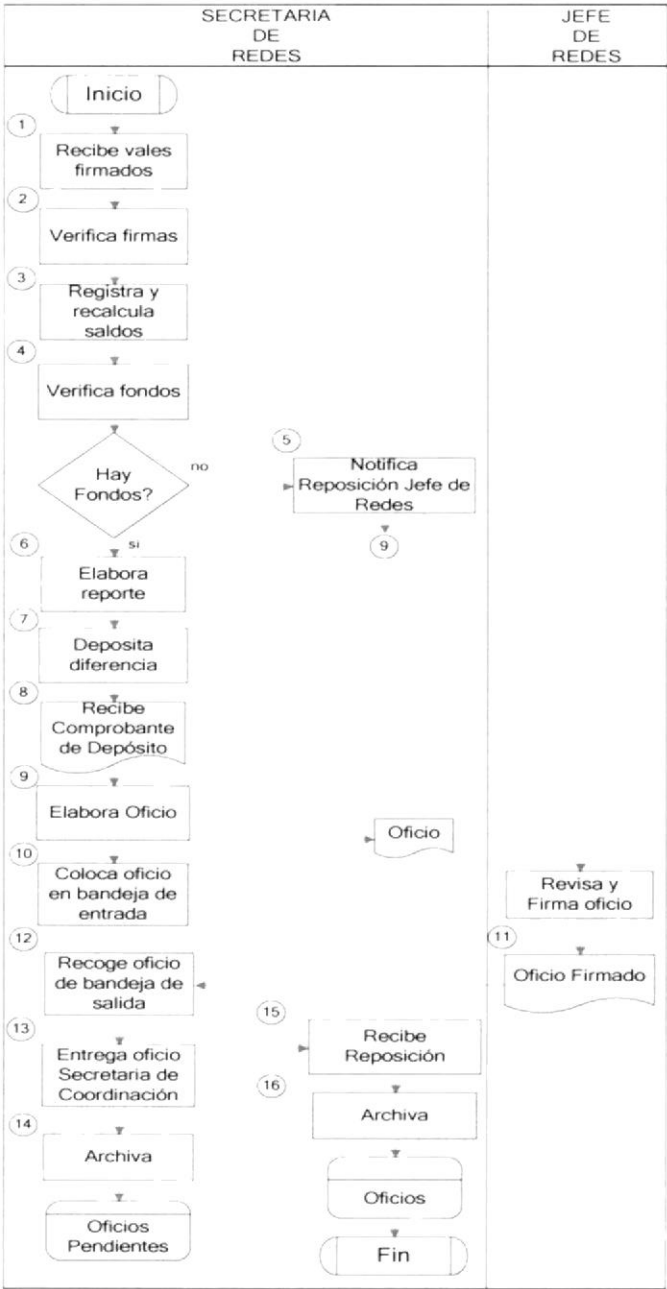 SECRETARIA
DE
REDES
JEFE
DE
REDES
Inicio
1
Recibe vales
firmados
2
Verifica firmas
3
Registra y
recalcula
saldos
4
Verifica fondos
Hay
Fondos?
no
si
5
Notifica
Reposición Jefe de
Redes
9
6
Elabora
reporte
7
Deposita
diferencia
8
Recibe
Comprobante
de Depósito
9
Elabora Oficio
Oficio
10
Coloca oficio
en bandeja de
entrada
Revisa y
Firma oficio
11
Oficio Firmado
12
Recoge oficio
de bandeja de
salida
13
Entrega oficio
Secretaria de
Coordinación
14
Archiva
Oficios
Pendientes
15
Recibe
Reposición
16
Archiva
Oficios
Fin